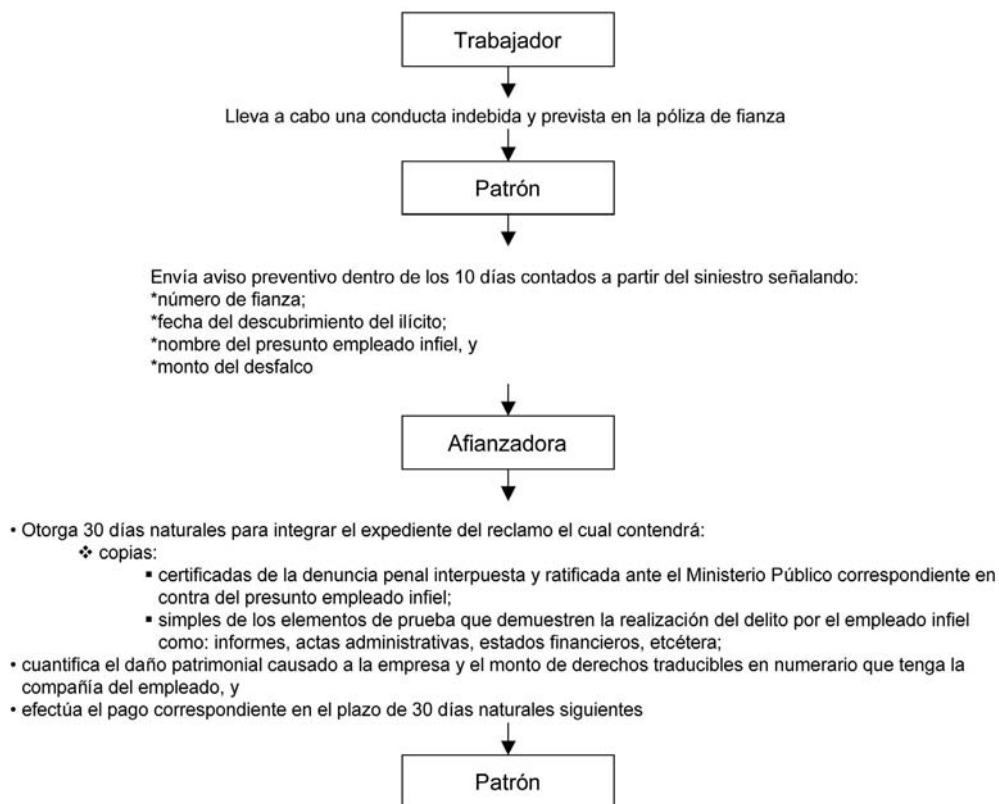 Trabajador
Lleva a cabo una conducta indebida y prevista en la póliza de fianza
Patrón
Envía aviso preventivo dentro de los 10 días contados a partir del siniestro señalando:
*número de fianza;
*fecha del descubrimiento del ilícito;
*nombre del presunto empleado infiel, y
*monto del desfalco
Afianzadora
• Otorga 30 días naturales para integrar el expediente del reclamo el cual contendrá:
❖ copias:
▪ certificadas de la denuncia penal interpuesta y ratificada ante el Ministerio Público correspondiente en
contra del presunto empleado infiel;
▪ simples de los elementos de prueba que demuestren la realización del delito por el empleado infiel
como: informes, actas administrativas, estados financieros, etcétera;
• cuantifica el daño patrimonial causado a la empresa y el monto de derechos traducibles en numerario que tenga la
compañía del empleado, y
• efectúa el pago correspondiente en el plazo de 30 días naturales siguientes
Patrón